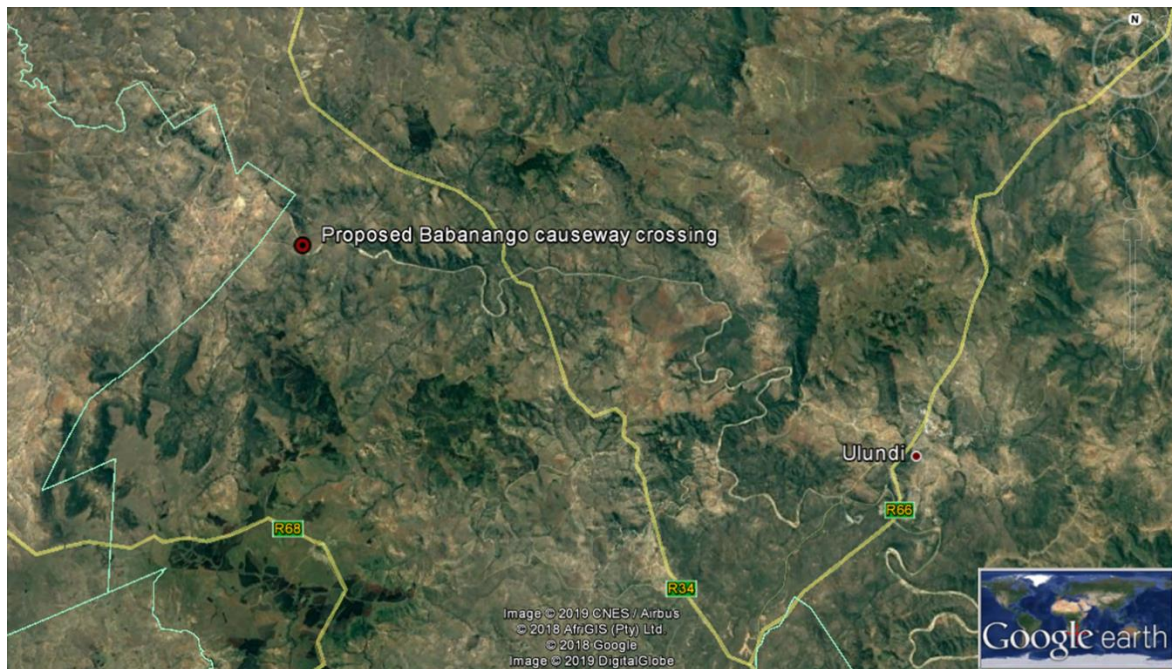 N
Proposed Babanango causeway crossing
Ulundi
R66
R68
R34
Image © 2019 CNES / Airbus
© 2018 AfriGIS (Pty) Ltd.
© 2018 Google
Image © 2019 DigitalGlobe
Google earth